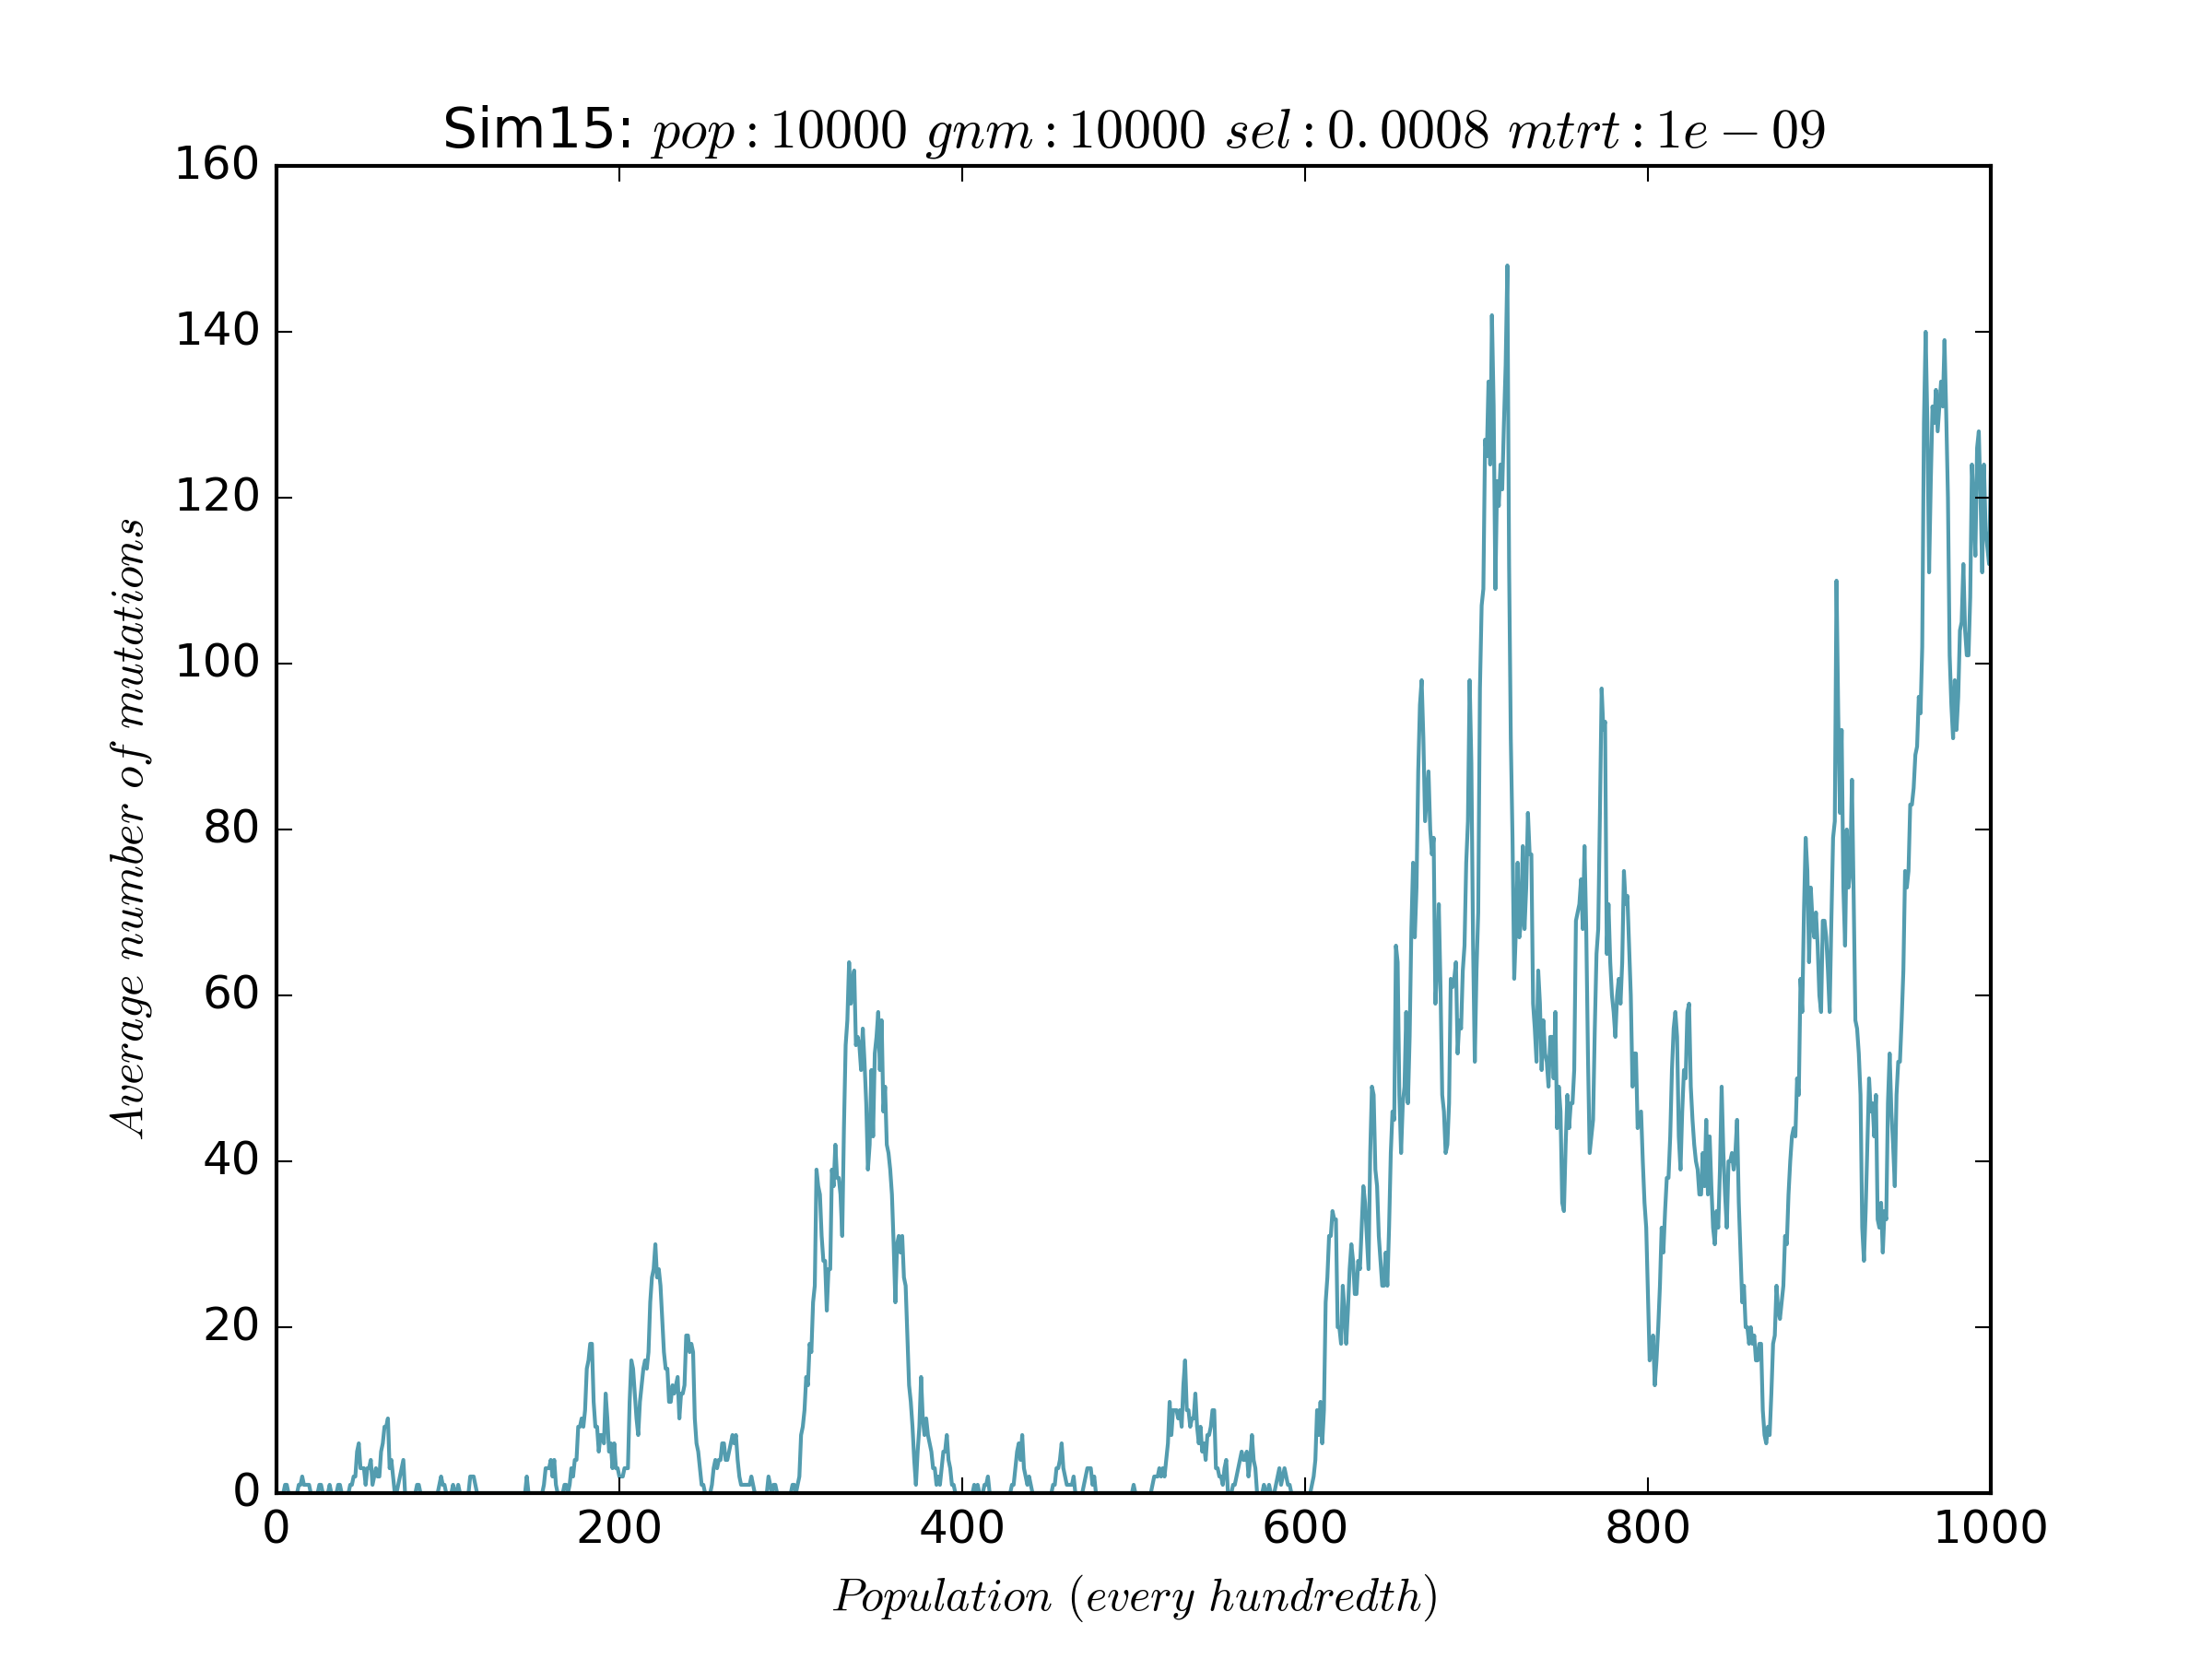 Sim15: pop : 10000 gnm : 10000 sel : 0.0008 mtrt : 1e − 09
160
140
120
100
80
60
40
20
0
Average number of mutations
0 200 400 600 800 1000
Population (every hundredth)